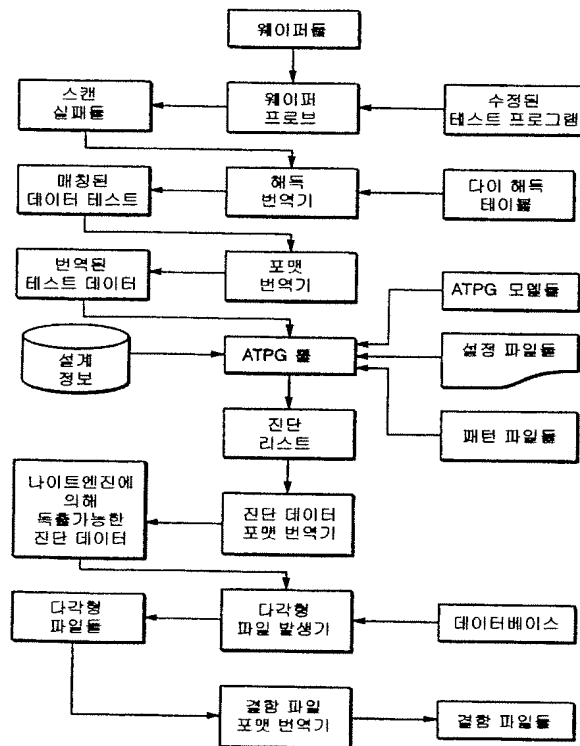 웨이퍼들
스캔
실패들
웨이퍼
프로브
수정된
테스트 프로그램
매칭된
데이터 테스트
해독
번역기
다이 해독
테이블
번역된
테스트 데이터
포맷
번역기
ATPG 모델들
설계
정보
ATPG 툴
설정 파일들
진단
리스트
패턴 파일들
나이트엔진에
의해
독출가능한
진단 데이터
진단 데이터
포맷 번역기
다각형
파일들
다각형
파일 발생기
데이터베이스
결함 파일
포맷 번역기
결함 파일들